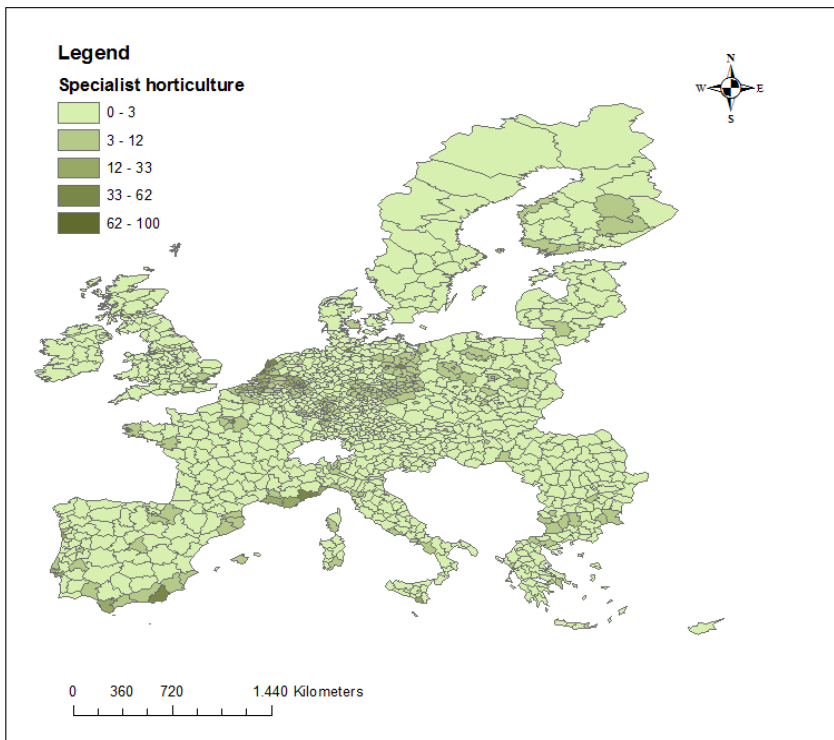 Legend
Specialist horticulture
0 - 3
3 - 12
12 - 33
33 - 62
62 - 100
N
W E
S
0 360 720 1.440 Kilometers